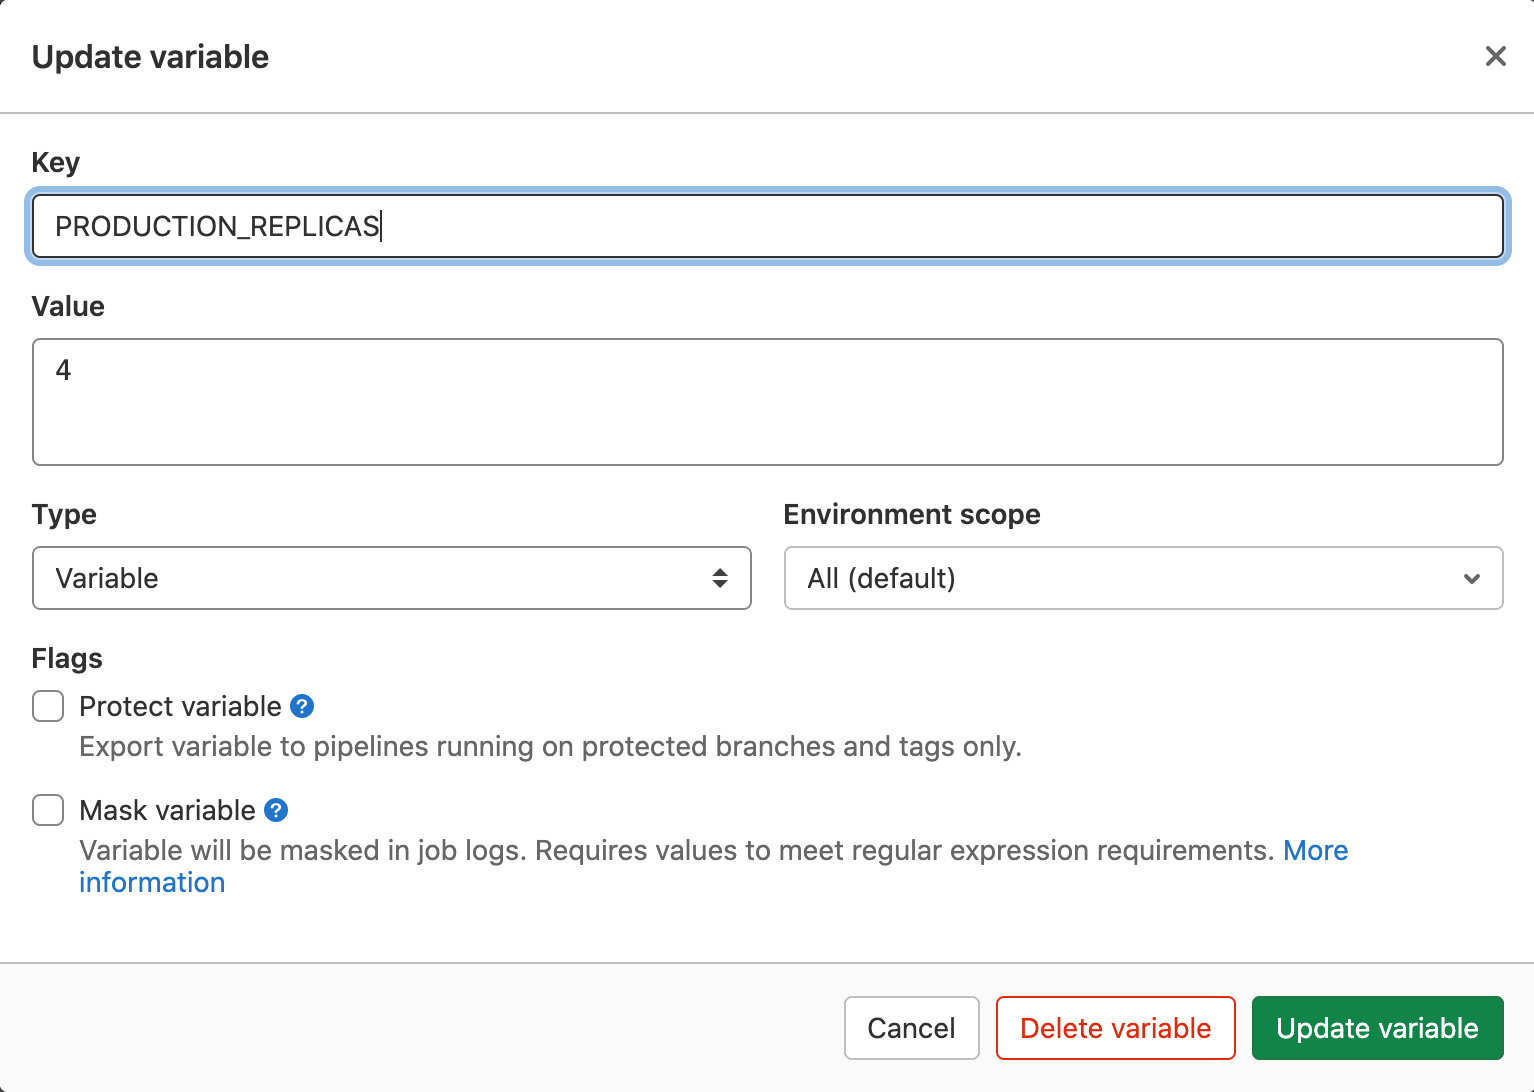 Update variable
Key
PRODUCTION_REPLICAS
Value
4
Type
Environment scope
Variable
All (default)
Flags
Protect variable ?
Export variable to pipelines running on protected branches and tags only.
Mask variable ?
Variable will be masked in job logs. Requires values to meet regular expression requirements. More
information
Cancel
Delete variable
Update variable